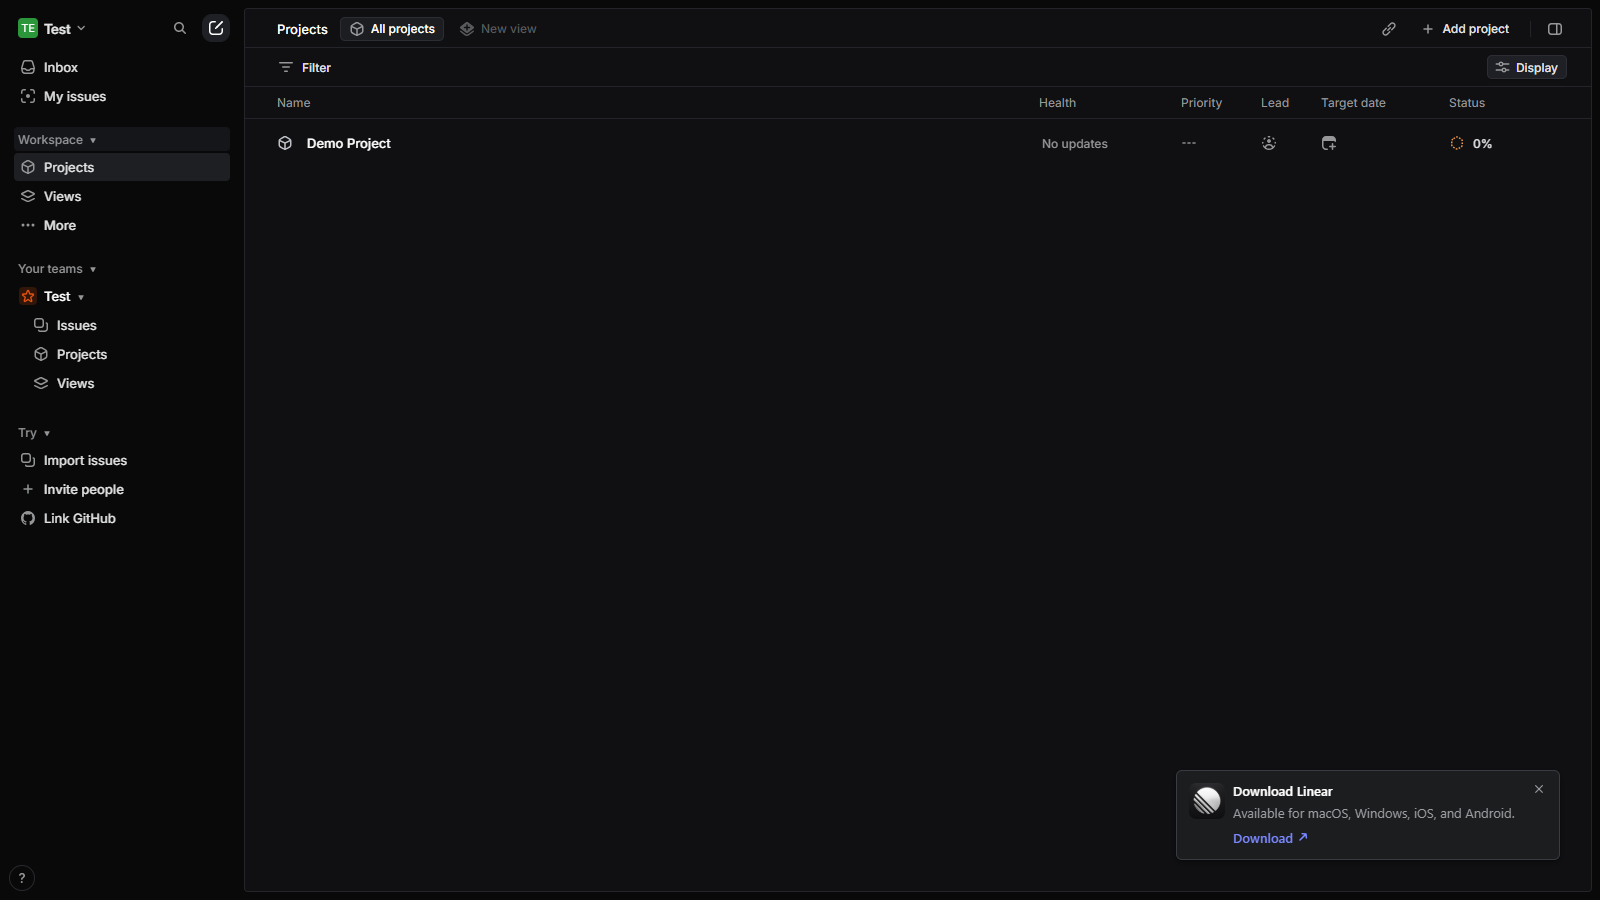 TE Test
Inbox
My issues
Workspace
Projects
Views
More
Your teams
Test
Issues
Projects
Views
Try
Import issues
Invite people
Link GitHub
?
Projects All projects New view Add project
Filter Display
Name Health Priority Lead Target date Status
Demo Project No updates --- 0%
Download Linear
Available for macOS, Windows, iOS, and Android.
Download